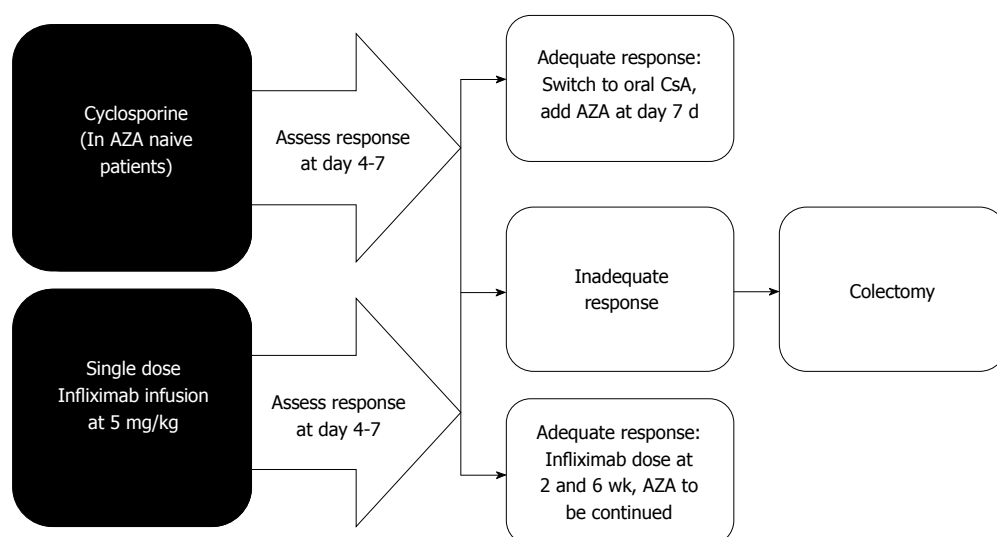 Cyclosporine
(In AZA naive
patients)
Assess response
at day 4-7
Adequate response:
Switch to oral CsA,
add AZA at day 7 d
Inadequate
response
Colectomy
Single dose
Infliximab infusion
at 5 mg/kg
Assess response
at day 4-7
Adequate response:
Infliximab dose at
2 and 6 wk, AZA to
be continued